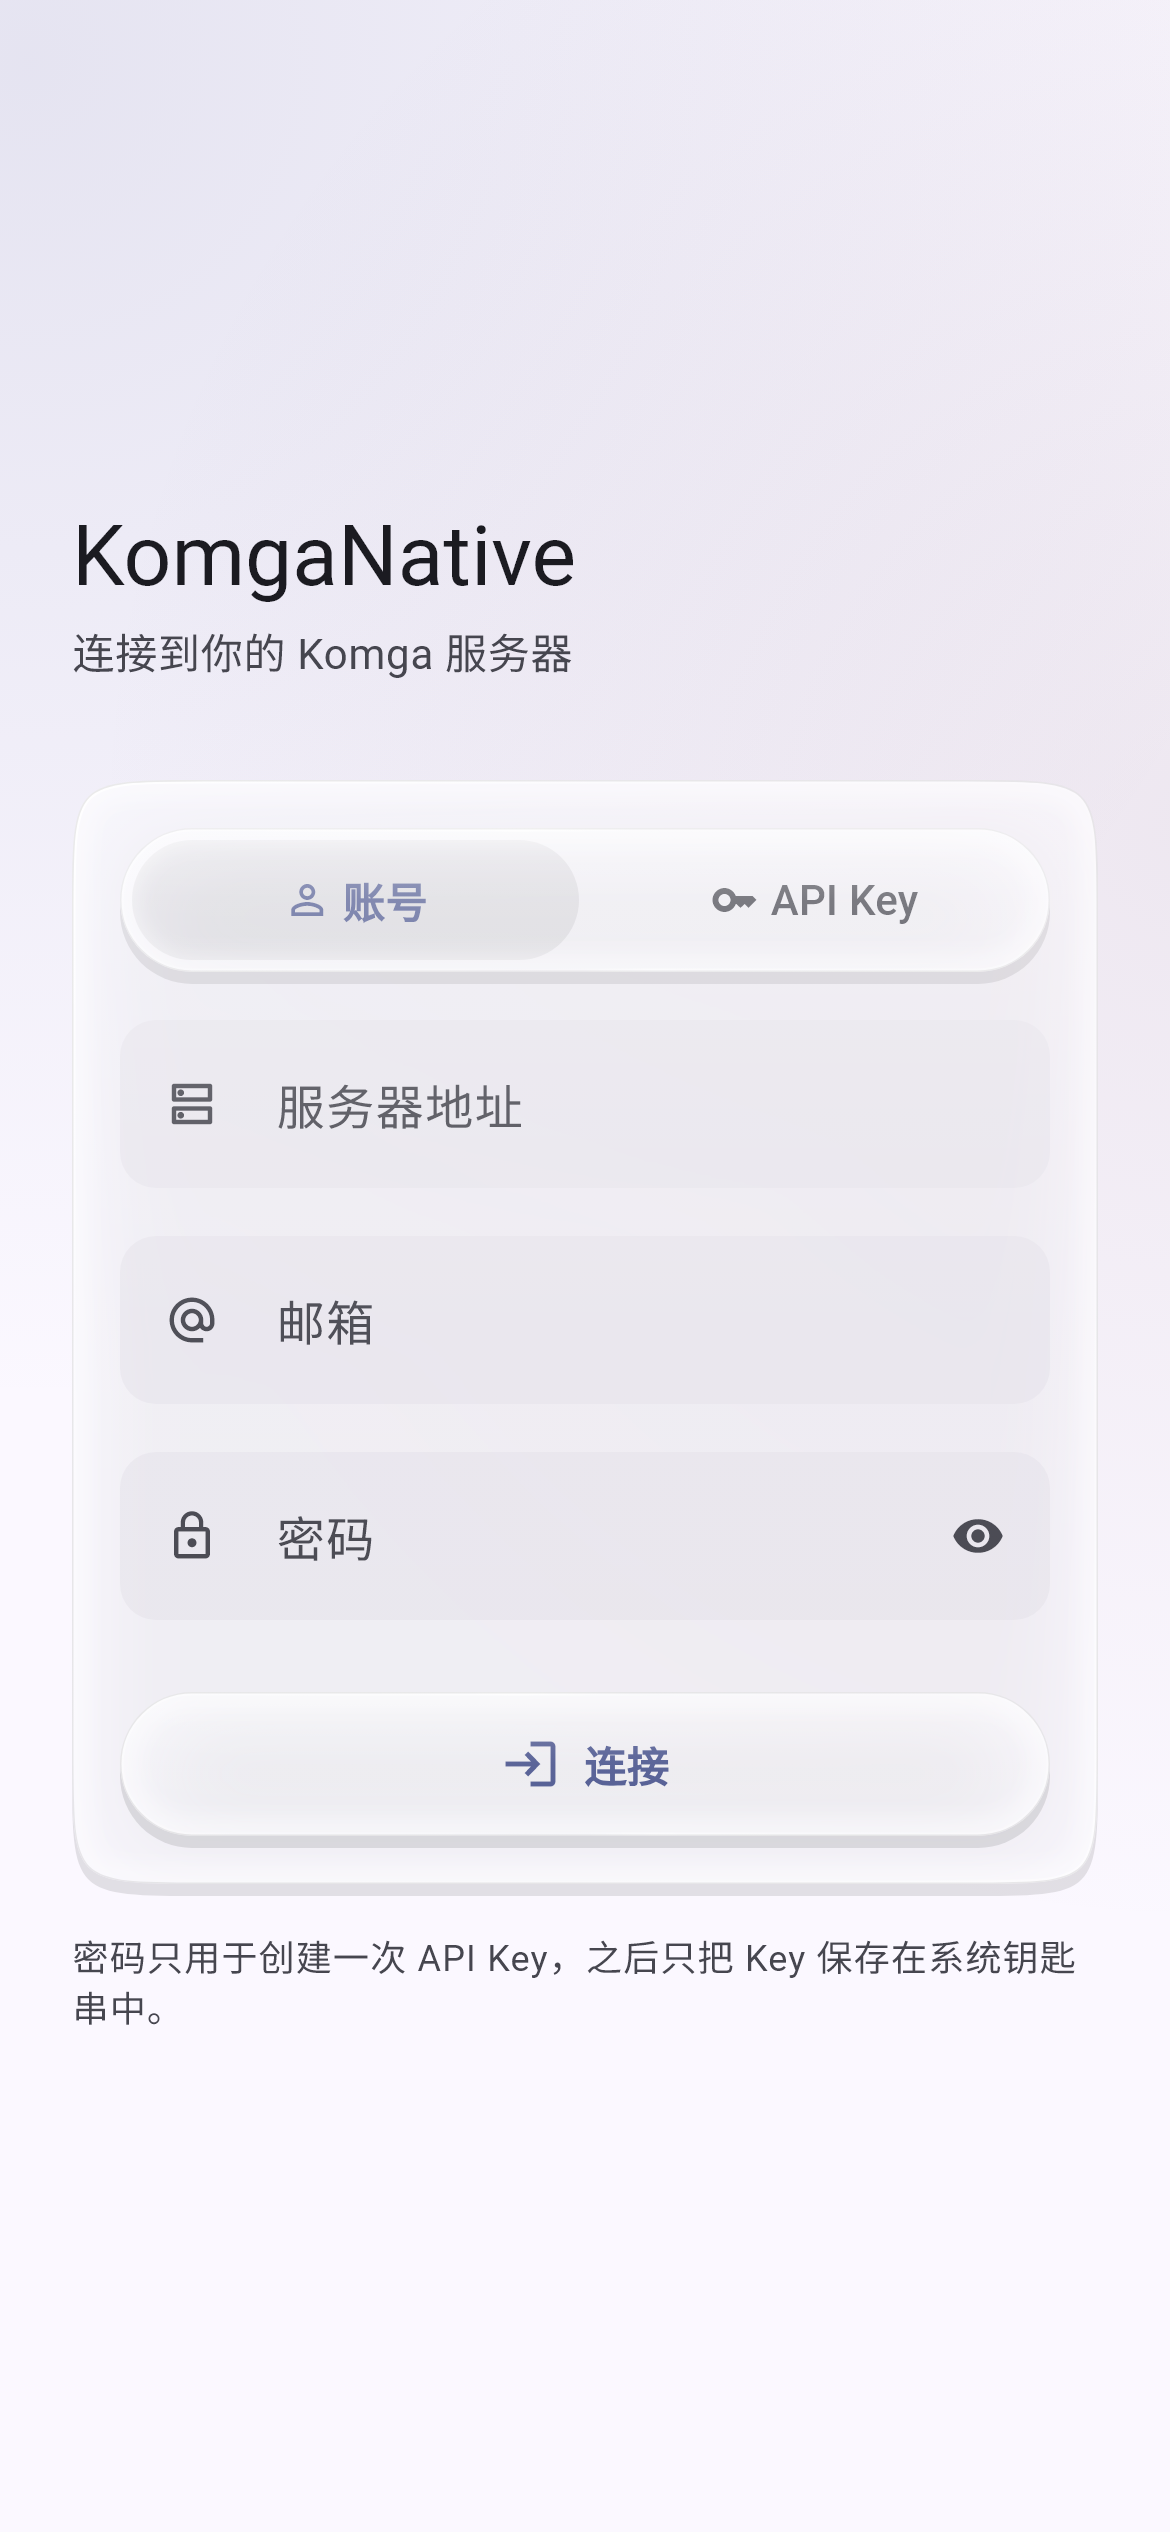 KomgaNative
连接到你的 Komga 服务器
账号
API Key
服务器地址
邮箱
密码
连接
密码只用于创建一次 API Key，之后只把 Key 保存在系统钥匙
串中。